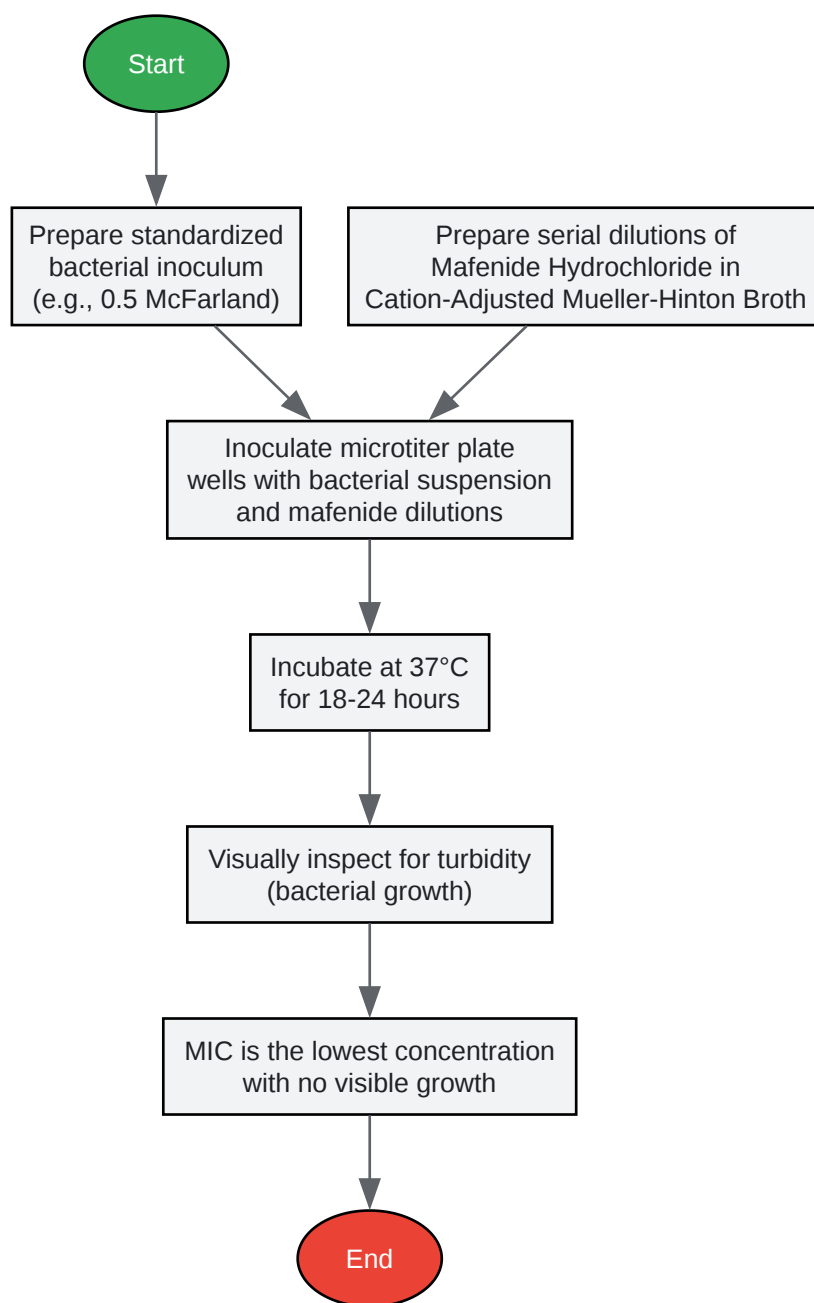 Start
Prepare standardized
bacterial inoculum
(e.g., 0.5 McFarland)
Prepare serial dilutions of
Mafenide Hydrochloride in
Cation-Adjusted Mueller-Hinton Broth
Inoculate microtiter plate
wells with bacterial suspension
and mafenide dilutions
Incubate at 37°C
for 18-24 hours
Visually inspect for turbidity
(bacterial growth)
MIC is the lowest concentration
with no visible growth
End